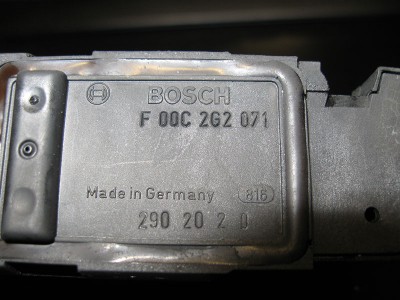 BOSCH
F 00C 2G2 071
Made in Germany 816
290 20 2 0